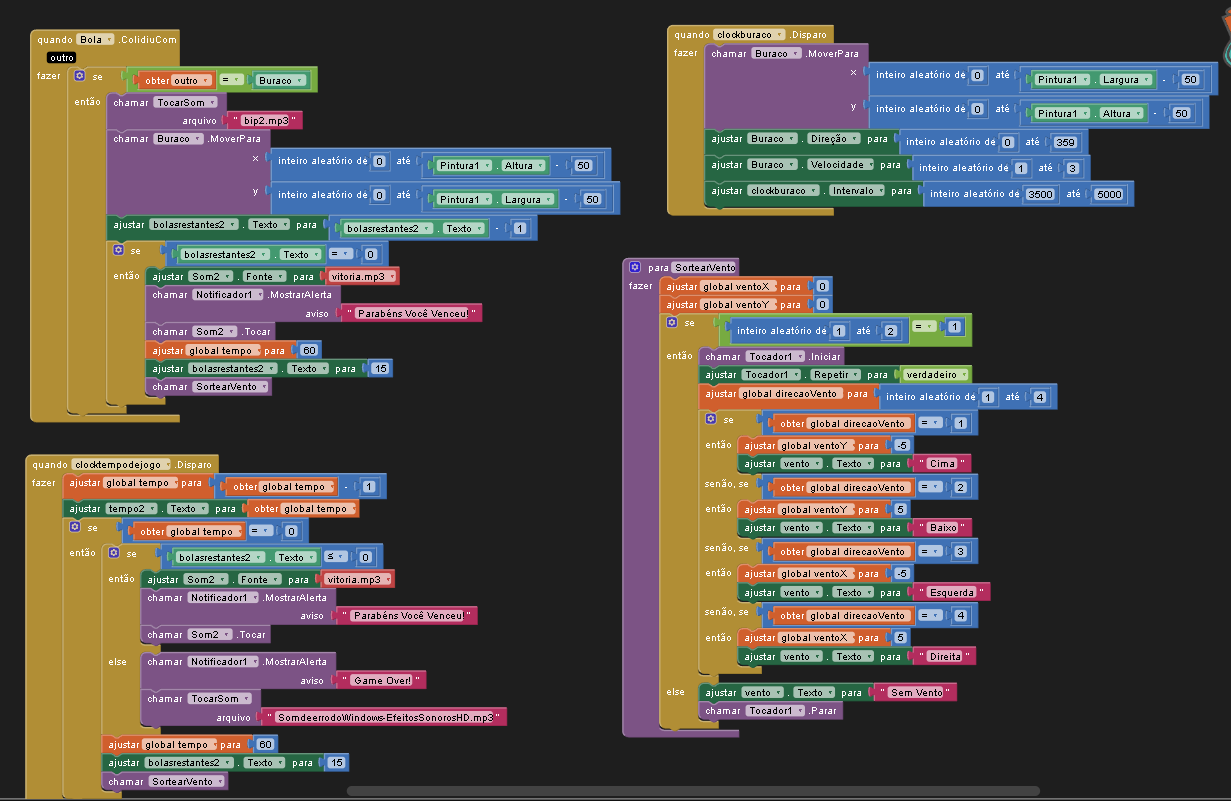 quando Bola .ColidiuCom
outro
fazer se obter outro = Buraco
então chamar TocarSom
arquivo " bip2.mp3 "
chamar Buraco .MoverPara
x inteiro aleatório de 0 até Pintura1 . Altura - 50
y inteiro aleatório de 0 até Pintura1 . Largura - 50
ajustar bolasrestantes2 . Texto para bolasrestantes2 . Texto - 1
se bolasrestantes2 . Texto = 0
então ajustar Som2 . Fonte para vitoria.mp3
chamar Notificador1 .MostrarAlerta
aviso " Parabéns Você Venceu! "
chamar Som2 .Tocar
ajustar global tempo para 60
ajustar bolasrestantes2 . Texto para 15
chamar SortearVento
quando clocktempodejogo .Disparo
fazer ajustar global tempo para obter global tempo - 1
ajustar tempo2 . Texto para obter global tempo
se obter global tempo = 0
então se bolasrestantes2 . Texto ≤ 0
então ajustar Som2 . Fonte para vitoria.mp3
chamar Notificador1 .MostrarAlerta
aviso " Parabéns Você Venceu "
chamar Som2 .Tocar
else chamar Notificador1 .MostrarAlerta
aviso " Game Over! "
chamar TocarSom
arquivo " SomdeerrodoWindows-EfeitosSonorosHD.mp3 "
ajustar global tempo para 60
ajustar bolasrestantes2 . Texto para 15
chamar SortearVento
quando clockburaco .Disparo
fazer chamar Buraco .MoverPara
x inteiro aleatório de 0 até Pintura1 . Largura - 50
y inteiro aleatório de 0 até Pintura1 . Altura - 50
ajustar Buraco . Direção para inteiro aleatório de 0 até 359
ajustar Buraco . Velocidade para inteiro aleatório de 1 até 3
ajustar clockburaco . Intervalo para inteiro aleatório de 3500 até 5000
para SortearVento
fazer ajustar global ventoX para 0
ajustar global ventoY para 0
se inteiro aleatório de 1 até 2 = 1
então chamar Tocador1 .Iniciar
ajustar Tocador1 . Repetir para verdadeiro
ajustar global direcaoVento para inteiro aleatório de 1 até 4
se obter global direcaoVento = 1
então ajustar global ventoY para -5
ajustar vento . Texto para " Cima "
senão, se obter global direcaoVento = 2
então ajustar global ventoY para 5
ajustar vento . Texto para " Baixo "
senão, se obter global direcaoVento = 3
então ajustar global ventoX para -5
ajustar vento . Texto para " Esquerda "
senão, se obter global direcaoVento = 4
então ajustar global ventoX para 5
ajustar vento . Texto para " Direita "
else ajustar vento . Texto para " Sem Vento "
chamar Tocador1 .Parar